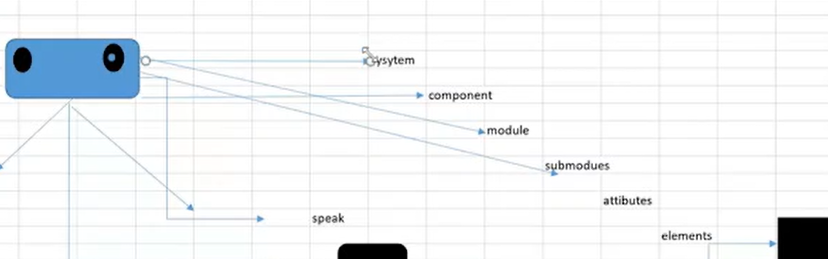 sysytem
component
module
submodues
attibutes
speak
elements